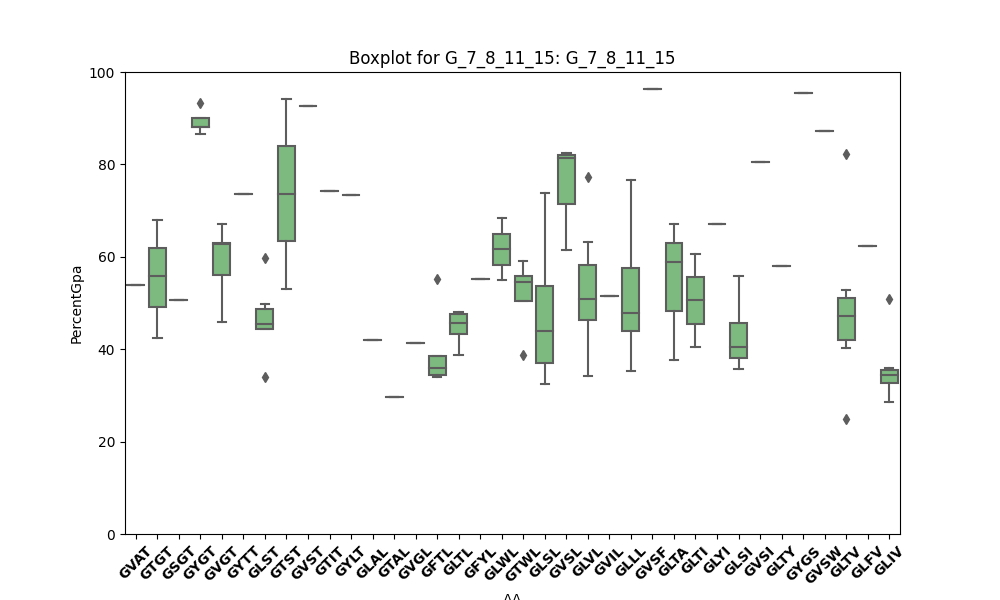 Boxplot for G_7_8_11_15: G_7_8_11_15
PercentGpa
100
80
60
40
20
0
GVAT
GTGT
GSGT
GYGT
GVGT
GYTT
GLST
GTST
GVST
GTIT
GYLT
GLAL
GTAL
GVGL
GFTL
GLTL
GFYL
GLWL
GTWL
GLSL
GVSL
GLVL
GVIL
GLLL
GVSF
GLTA
GLTI
GLYI
GLSI
GVSI
GLTY
GYGS
GVSW
GLTV
GLFV
GLIV
AA